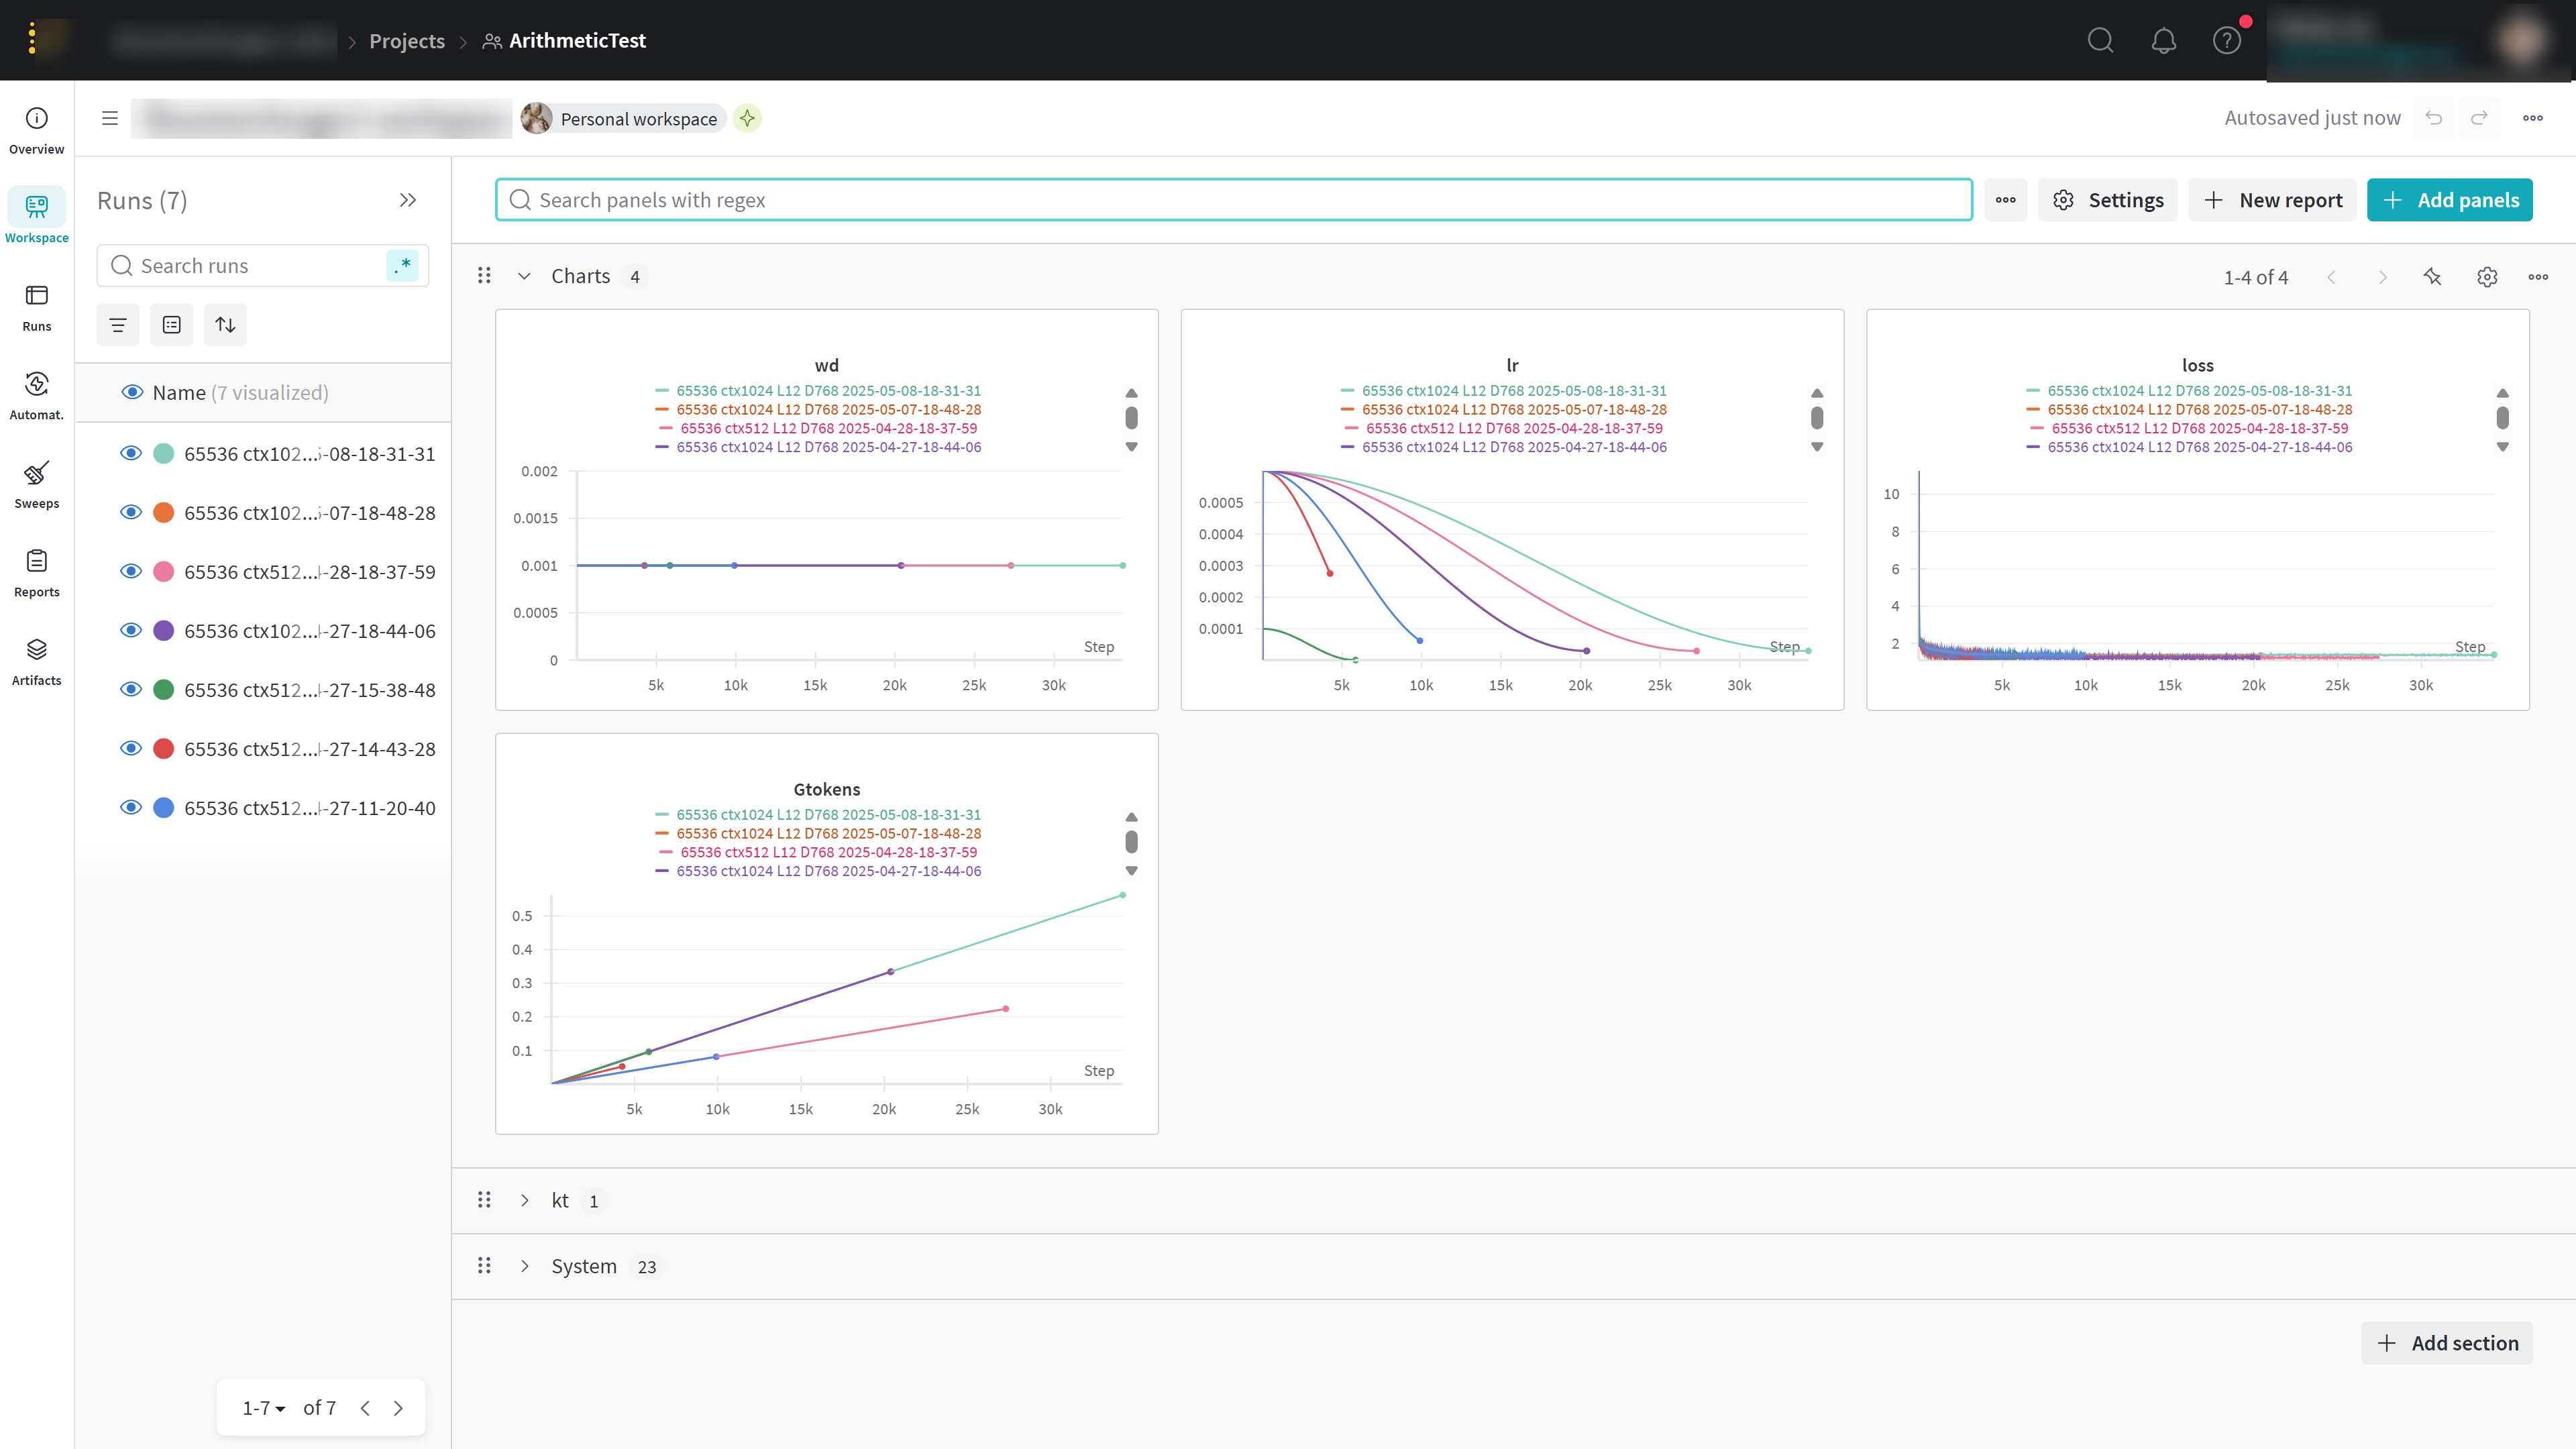 Projects
ArithmeticTest
Personal workspace
Autosaved just now
Overview
Workspace
Runs
Automat.
Sweeps
Reports
Artifacts
Runs (7)
Search runs
.*
Name (7 visualized)
65536 ctx102...-08-18-31-31
65536 ctx102...-07-18-48-28
65536 ctx512...-28-18-37-59
65536 ctx102...-27-18-44-06
65536 ctx512...-27-15-38-48
65536 ctx512...-27-14-43-28
65536 ctx512...-27-11-20-40
1-7 of 7
Search panels with regex
Settings
New report
Add panels
Charts 4
1-4 of 4
wd
65536 ctx1024 L12 D768 2025-05-08-18-31-31
65536 ctx1024 L12 D768 2025-05-07-18-48-28
65536 ctx512 L12 D768 2025-04-28-18-37-59
65536 ctx1024 L12 D768 2025-04-27-18-44-06
0.002
0.0015
0.001
0.0005
0
Step
5k 10k 15k 20k 25k 30k
lr
65536 ctx1024 L12 D768 2025-05-08-18-31-31
65536 ctx1024 L12 D768 2025-05-07-18-48-28
65536 ctx512 L12 D768 2025-04-28-18-37-59
65536 ctx1024 L12 D768 2025-04-27-18-44-06
0.0005
0.0004
0.0003
0.0002
0.0001
Step
5k 10k 15k 20k 25k 30k
loss
65536 ctx1024 L12 D768 2025-05-08-18-31-31
65536 ctx1024 L12 D768 2025-05-07-18-48-28
65536 ctx512 L12 D768 2025-04-28-18-37-59
65536 ctx1024 L12 D768 2025-04-27-18-44-06
10
8
6
4
2
Step
5k 10k 15k 20k 25k 30k
Gtokens
65536 ctx1024 L12 D768 2025-05-08-18-31-31
65536 ctx1024 L12 D768 2025-05-07-18-48-28
65536 ctx512 L12 D768 2025-04-28-18-37-59
65536 ctx1024 L12 D768 2025-04-27-18-44-06
0.5
0.4
0.3
0.2
0.1
Step
5k 10k 15k 20k 25k 30k
kt 1
System 23
Add section